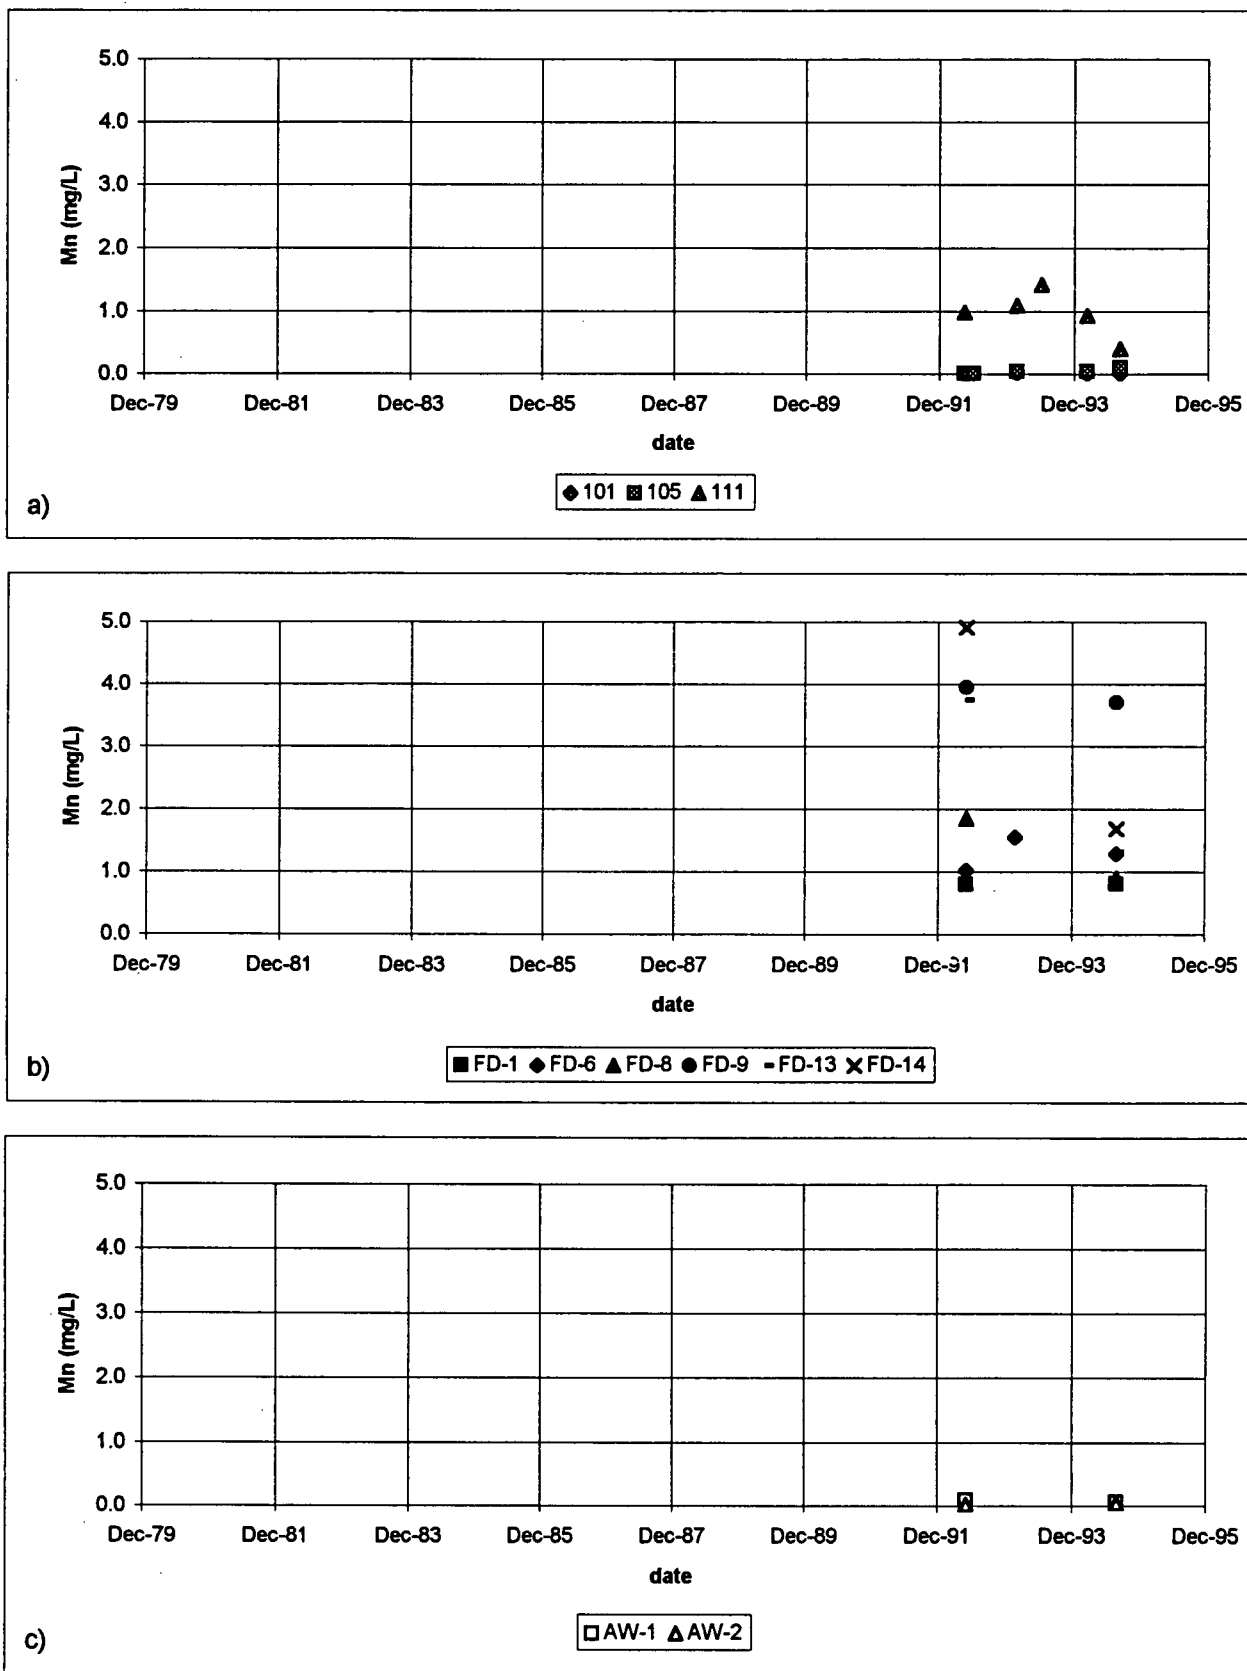 5.0
4.0
3.0
2.0
1.0
0.0
Mn (mg/L)
Dec-79 Dec-81 Dec-83 Dec-85 Dec-87 Dec-89 Dec-91 Dec-93 Dec-95
date
101 105 111
a)
5.0
4.0
3.0
2.0
1.0
0.0
Mn (mg/L)
Dec-79 Dec-81 Dec-83 Dec-85 Dec-87 Dec-89 Dec-91 Dec-93 Dec-95
date
FD-1 FD-6 FD-8 FD-9 FD-13 FD-14
b)
5.0
4.0
3.0
2.0
1.0
0.0
Mn (mg/L)
Dec-79 Dec-81 Dec-83 Dec-85 Dec-87 Dec-89 Dec-91 Dec-93 Dec-95
date
AW-1 AW-2
c)